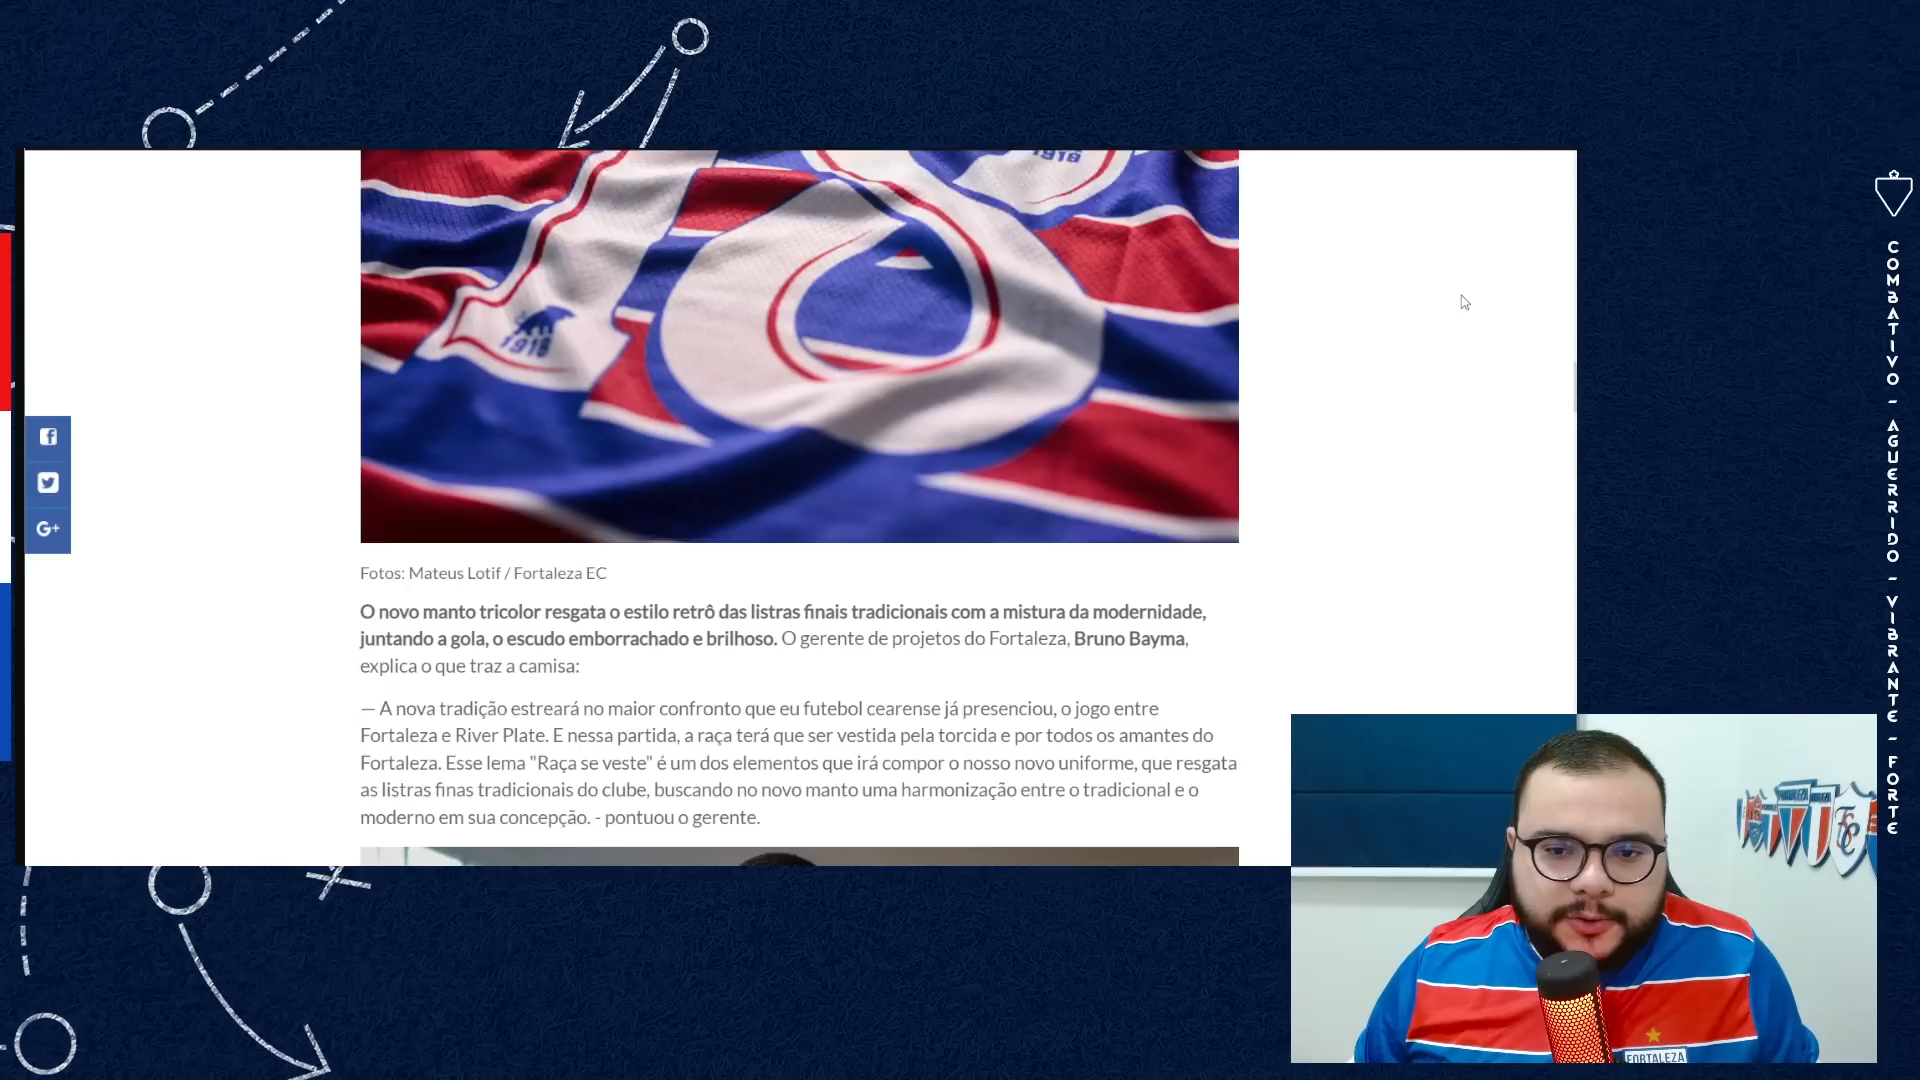 1918
1918
Fotos: Mateus Lotif / Fortaleza EC
O novo manto tricolor resgata o estilo retrô das listras finais tradicionais com a mistura da modernidade,
juntando a gola, o escudo emborrachado e brilhoso. O gerente de projetos do Fortaleza, Bruno Bayma,
explica o que traz a camisa:
— A nova tradição estreará no maior confronto que eu futebol cearense já presenciou, o jogo entre
Fortaleza e River Plate. E nessa partida, a raça terá que ser vestida pela torcida e por todos os amantes do
Fortaleza. Esse lema "Raça se veste" é um dos elementos que irá compor o nosso novo uniforme, que resgata
as listras finas tradicionais do clube, buscando no novo manto uma harmonização entre o tradicional e o
moderno em sua concepção. - pontuou o gerente.
G+
COMBATIVO - AGUERRIDO - VIBRANTE - FORTE
FORTALEZA